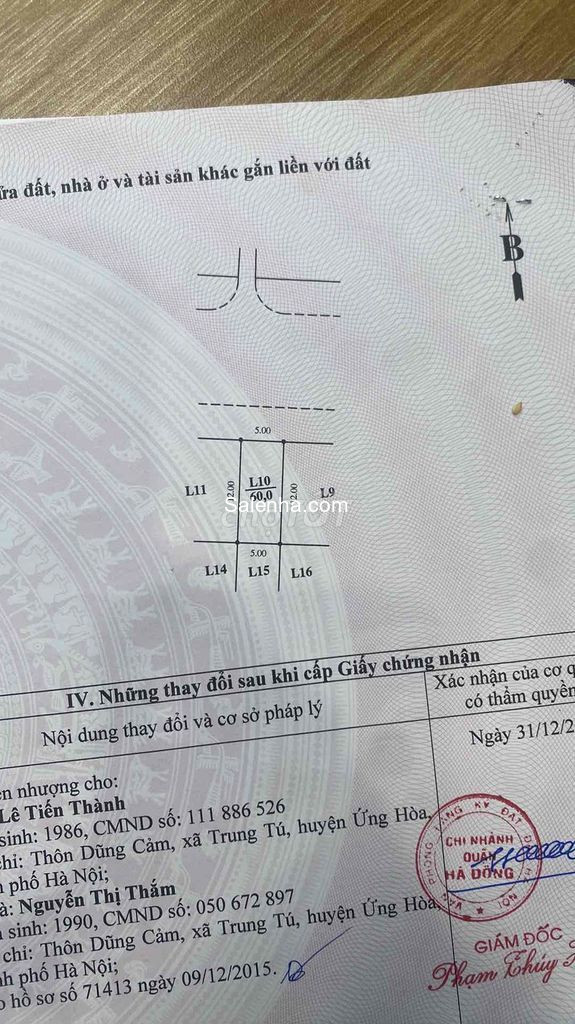 ửa đất, nhà ở và tài sản khác gắn liền với đất
B
5.00
L11
12.00
L10
60,0
L9
Salenha.com
5.00
L14
L15
L16
IV. Những thay đổi sau khi cấp Giấy chứng nhận
Nội dung thay đổi và cơ sở pháp lý
Xác nhận của cơ q
có thẩm quyền
ển nhượng cho:
Lê Tiến Thành
sinh: 1986, CMND số: 111 886 526
chỉ: Thôn Dũng Cảm, xã Trung Tú, huyện Ứng Hòa,
h phố Hà Nội;
à: Nguyễn Thị Thắm
sinh: 1990, CMND số: 050 672 897
chỉ: Thôn Dũng Cảm, xã Trung Tú, huyện Ứng Hòa,
nh phố Hà Nội;
o hồ sơ số 71413 ngày 09/12/2015.
Ngày 31/12/2
CHI NHÁNH
QUẬN
HÀ ĐÔNG
GIÁM ĐỐC
Phạm Thúy